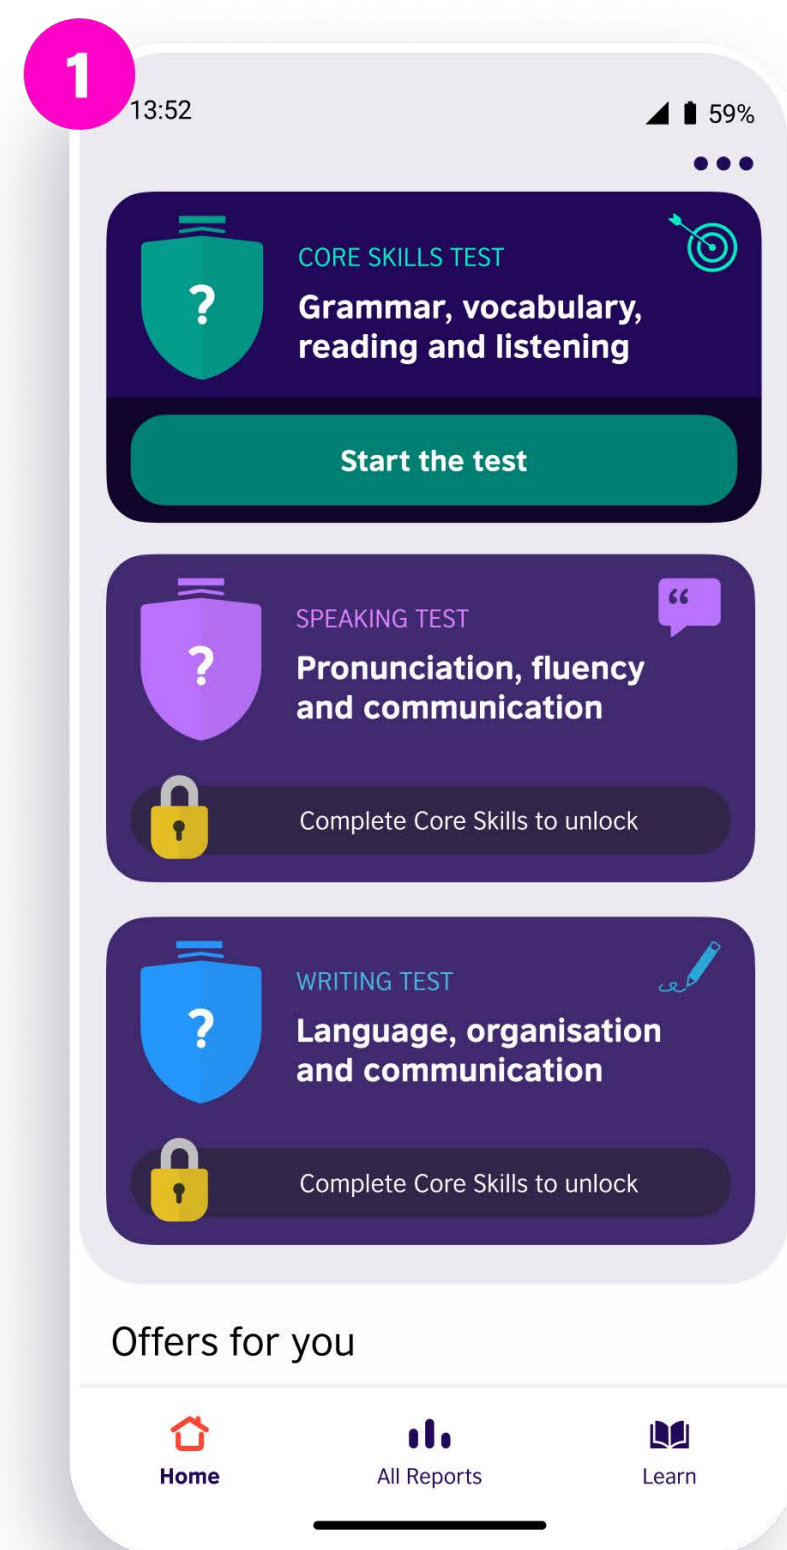 1
13:52
59%
CORE SKILLS TEST
?
Grammar, vocabulary,
reading and listening
Start the test
SPEAKING TEST
“
?
Pronunciation, fluency
and communication
Complete Core Skills to unlock
WRITING TEST
?
Language, organisation
and communication
Complete Core Skills to unlock
Offers for you
Home
All Reports
Learn